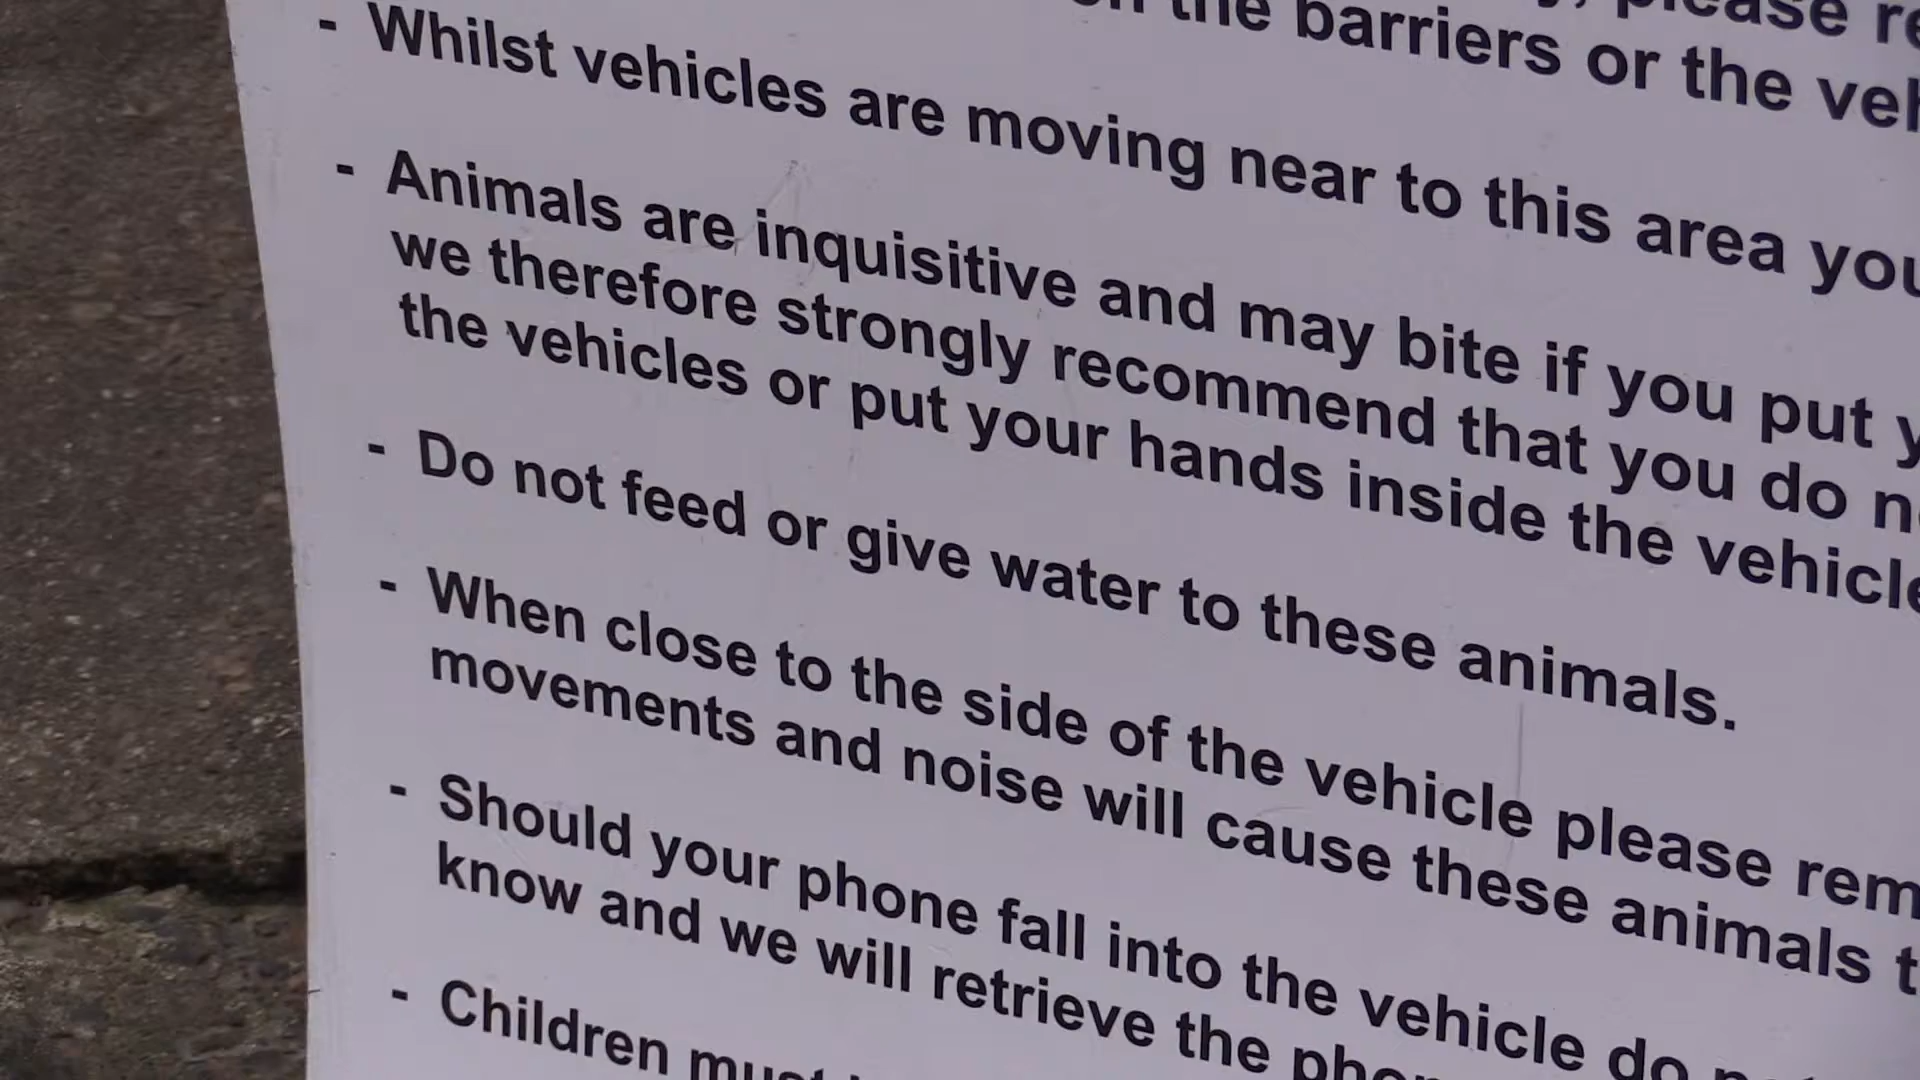 please
the barriers or the
- Whilst vehicles are moving near to this area you
- Animals are inquisitive and may bite if you put
we therefore strongly recommend that you do
the vehicles or put your hands inside the
- Do not feed or give water to these animals.
- When close to the side of the vehicle please
movements and noise will cause these animals
- Should your phone fall into the vehicle do
know and we will retrieve the
- Children must